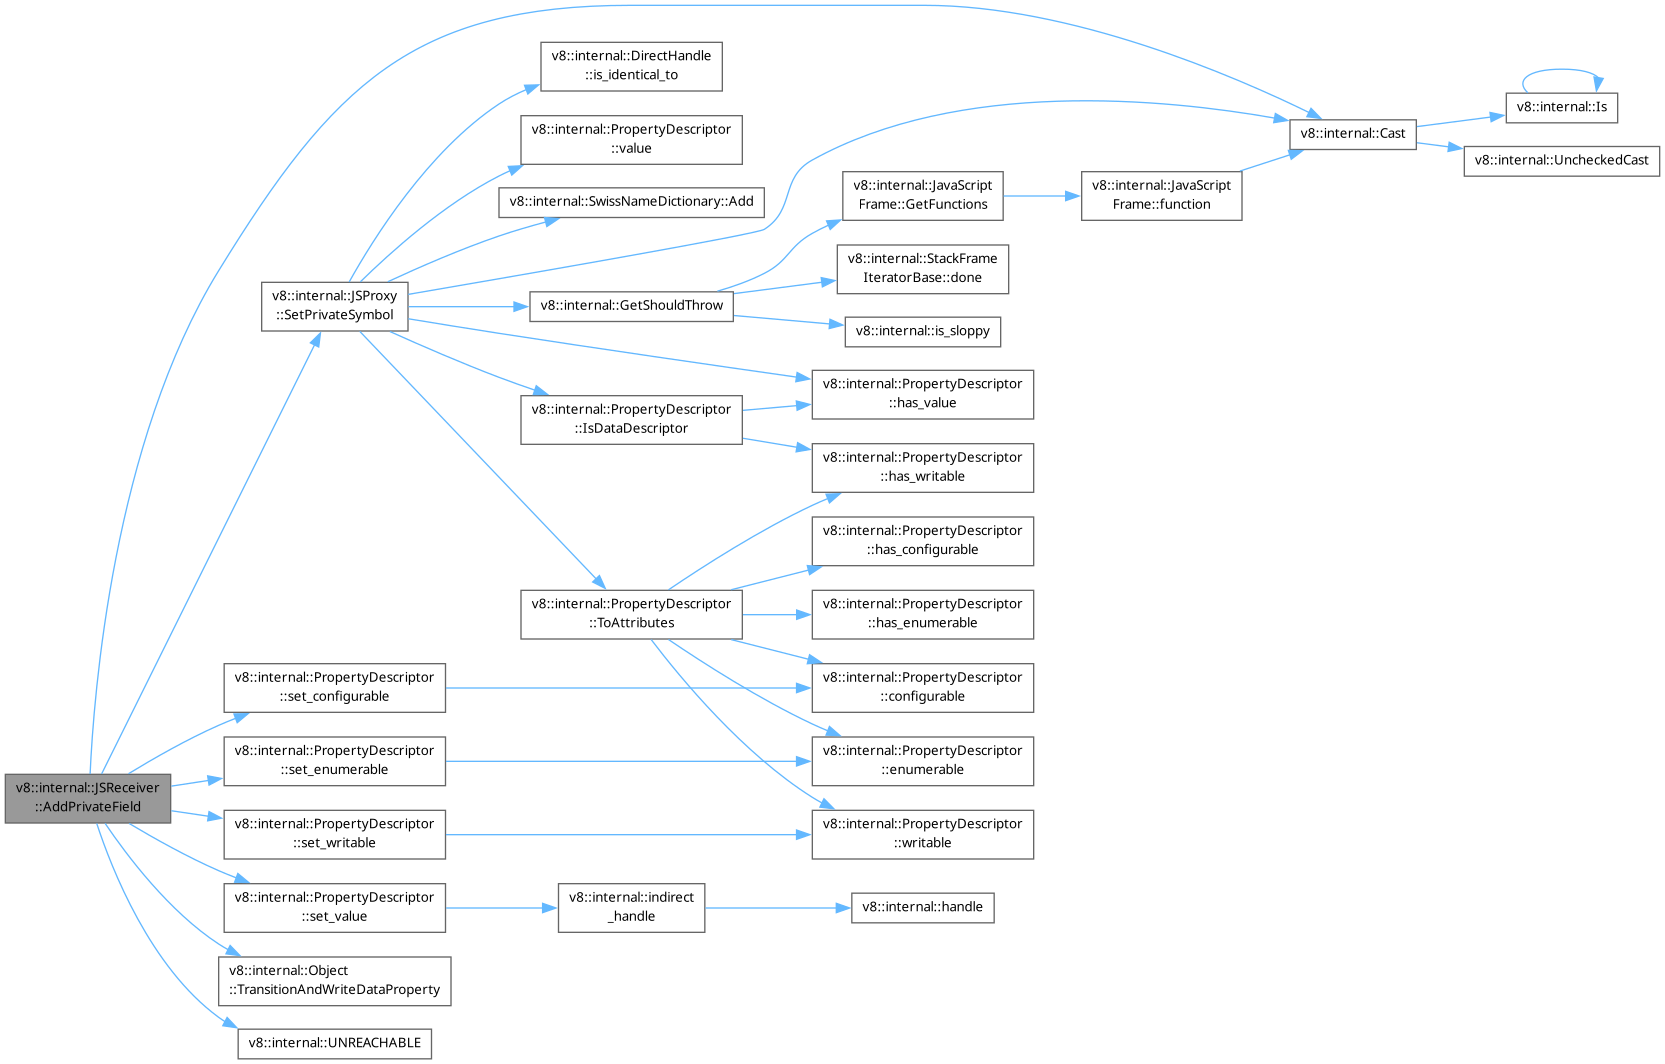 v8::internal::JSReceiver
::AddPrivateField
v8::internal::JSProxy
::SetPrivateSymbol
v8::internal::PropertyDescriptor
::set_configurable
v8::internal::PropertyDescriptor
::set_enumerable
v8::internal::PropertyDescriptor
::set_writable
v8::internal::PropertyDescriptor
::set_value
v8::internal::Object
::TransitionAndWriteDataProperty
v8::internal::UNREACHABLE
v8::internal::DirectHandle
::is_identical_to
v8::internal::PropertyDescriptor
::value
v8::internal::SwissNameDictionary::Add
v8::internal::GetShouldThrow
v8::internal::PropertyDescriptor
::IsDataDescriptor
v8::internal::PropertyDescriptor
::ToAttributes
v8::internal::indirect
_handle
v8::internal::JavaScript
Frame::GetFunctions
v8::internal::StackFrame
IteratorBase::done
v8::internal::is_sloppy
v8::internal::PropertyDescriptor
::has_value
v8::internal::PropertyDescriptor
::has_writable
v8::internal::PropertyDescriptor
::has_configurable
v8::internal::PropertyDescriptor
::has_enumerable
v8::internal::PropertyDescriptor
::configurable
v8::internal::PropertyDescriptor
::enumerable
v8::internal::PropertyDescriptor
::writable
v8::internal::handle
v8::internal::JavaScript
Frame::function
v8::internal::Cast
v8::internal::Is
v8::internal::UncheckedCast